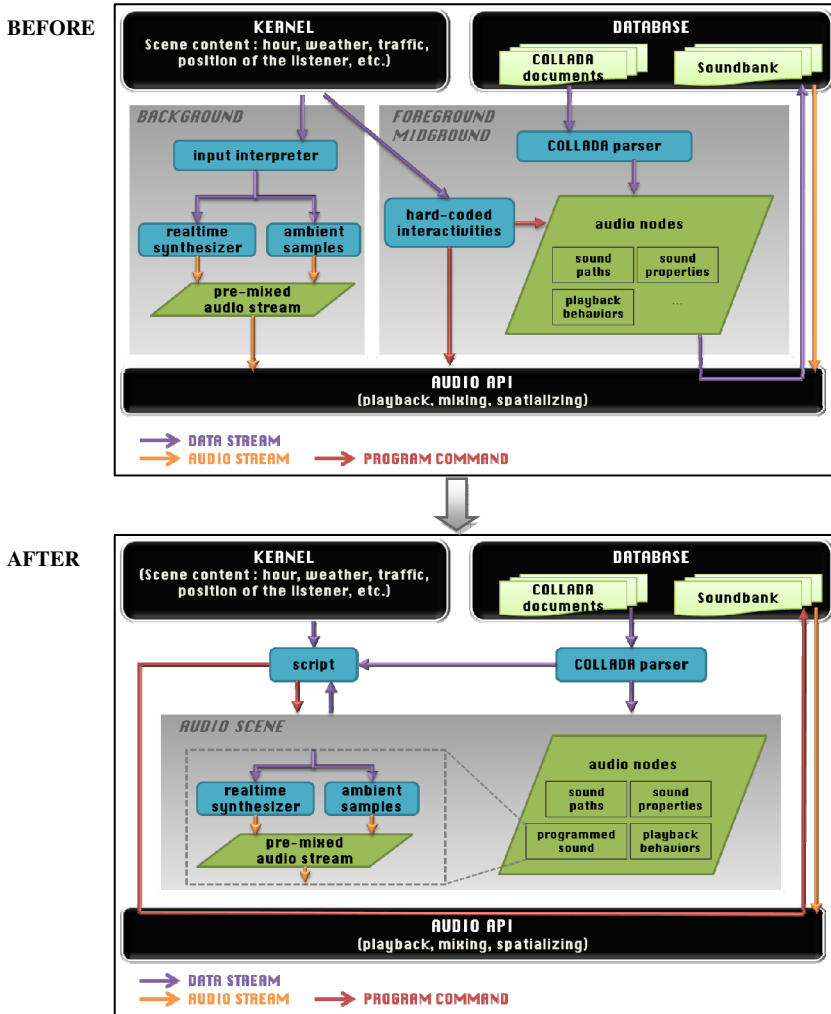 BEFORE
KERNEL
Scene content : hour, weather, traffic,
position of the listener, etc.)
DATABASE
COLLADA
documents
Soundbank
BACKGROUND
input interpreter
realtime
synthesizer
ambient
samples
pre-mixed
audio stream
FOREGROUND
MIDGROUND
COLLADA parser
hard-coded
interactivities
audio nodes
sound
paths
sound
properties
playback
behaviors
...
AUDIO API
(playback, mixing, spatializing)
DATA STREAM
AUDIO STREAM
PROGRAM COMMAND
AFTER
KERNEL
(Scene content : hour, weather, traffic,
position of the listener, etc.)
DATABASE
COLLADA
documents
Soundbank
script
COLLADA parser
AUDIO SCENE
realtime
synthesizer
ambient
samples
pre-mixed
audio stream
audio nodes
sound
paths
sound
properties
programmed
sound
playback
behaviors
AUDIO API
(playback, mixing, spatializing)
DATA STREAM
AUDIO STREAM
PROGRAM COMMAND